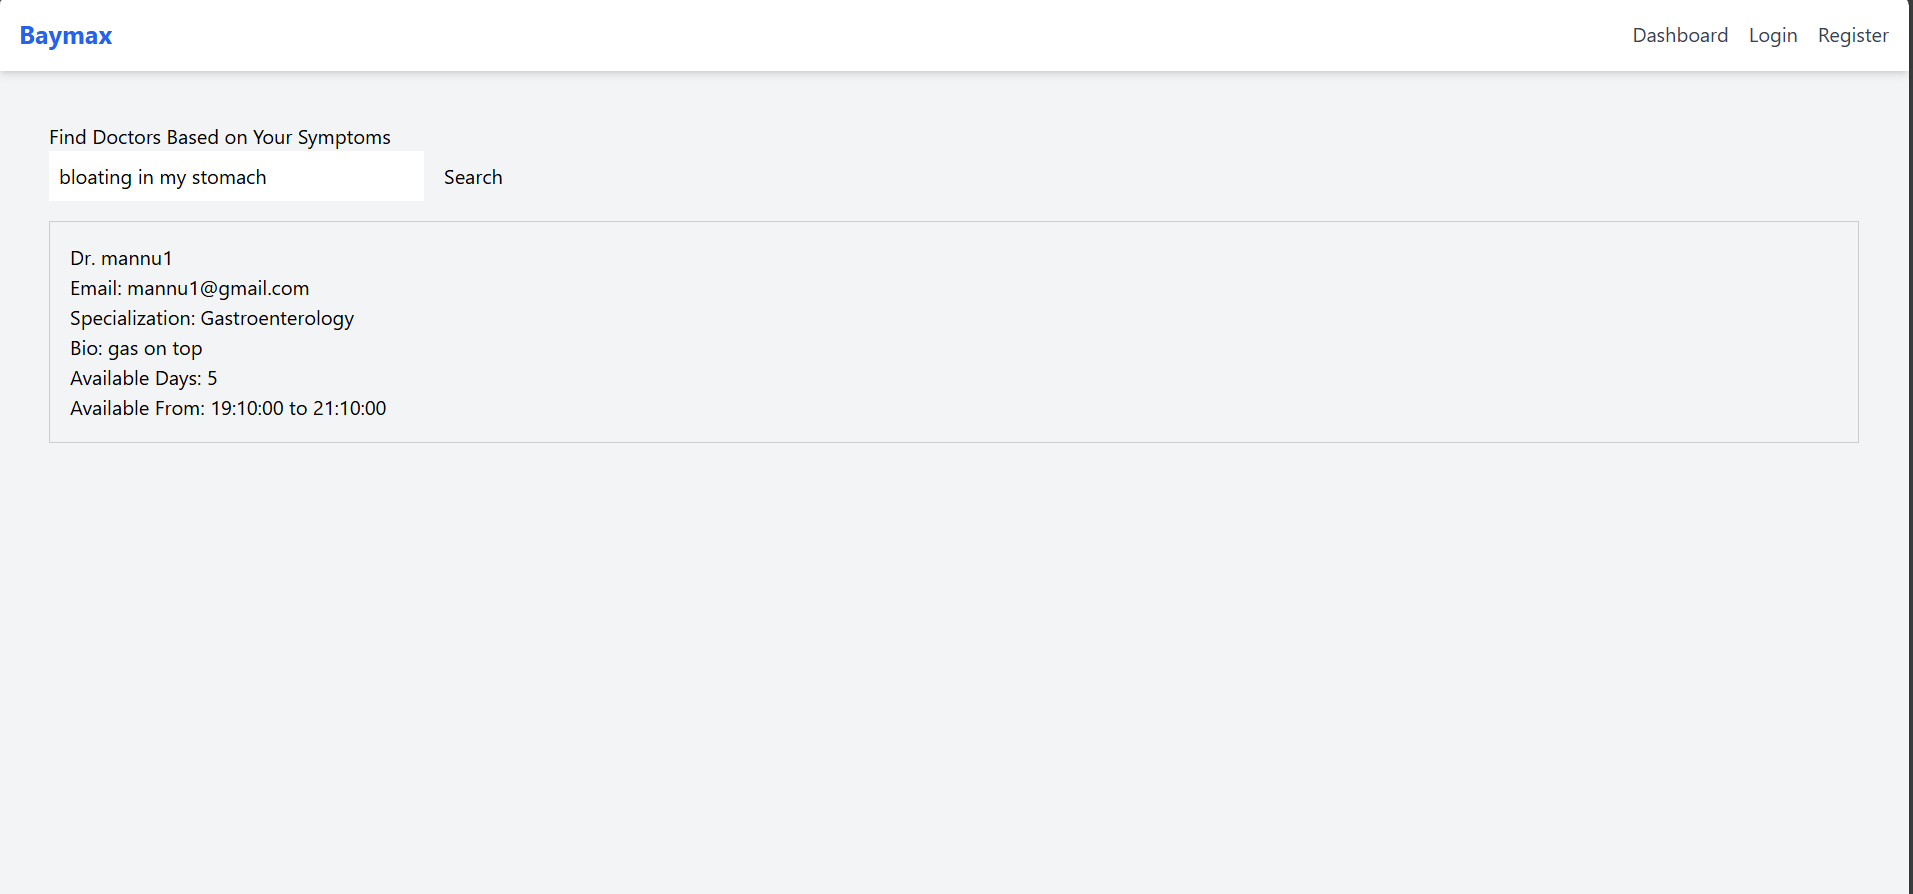 Baymax
Dashboard Login Register
Find Doctors Based on Your Symptoms
bloating in my stomach Search
Dr. mannu1
Email: mannu1@gmail.com
Specialization: Gastroenterology
Bio: gas on top
Available Days: 5
Available From: 19:10:00 to 21:10:00